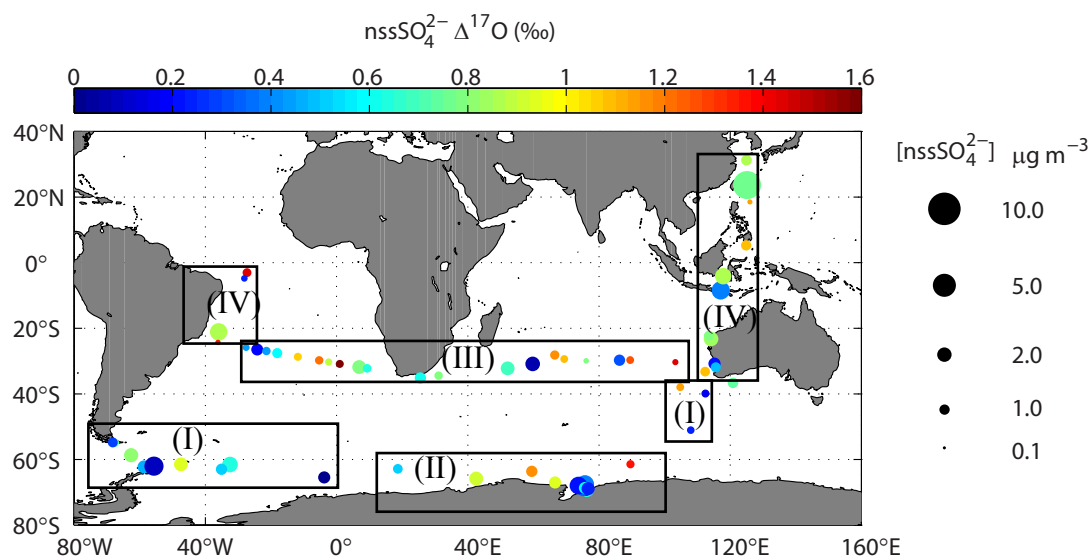 nssSO₄²⁻ Δ¹⁷O (‰)
0 0.2 0.4 0.6 0.8 1 1.2 1.4 1.6
40°N
20°N
0°
20°S
40°S
60°S
80°S
80°W 40°W 0° 40°E 80°E 120°E 160°E
(IV)
(IV)
(III)
(I)
(I)
(II)
[nssSO₄²⁻] μg m⁻³
10.0
5.0
2.0
1.0
0.1